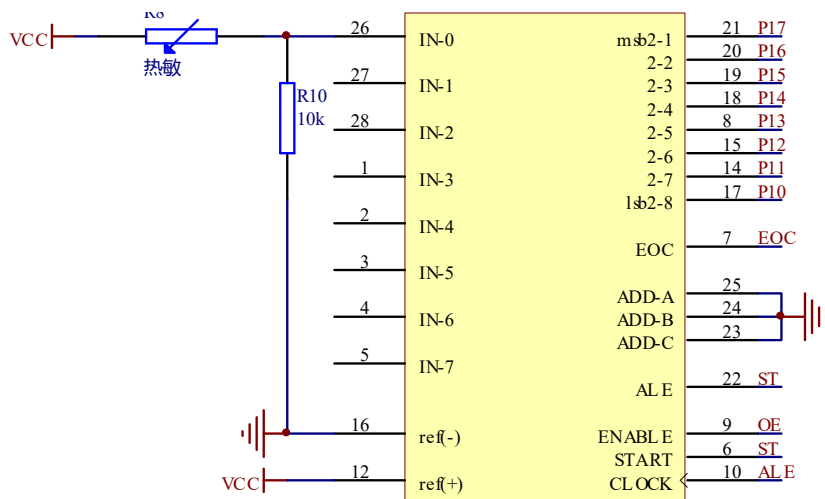 R8
VCC
热敏
R10
10k
26 IN-0
27 IN-1
28 IN-2
1 IN-3
2 IN-4
3 IN-5
4 IN-6
5 IN-7
16 ref(-)
VCC 12 ref(+)
msb2-1 21 P17
2-2 20 P16
2-3 19 P15
2-4 18 P14
2-5 8 P13
2-6 15 P12
2-7 14 P11
lsb2-8 17 P10
EOC 7 EOC
ADD-A 25
ADD-B 24
ADD-C 23
ALE 22 ST
ENABLE 9 OE
START 6 ST
CLOCK 10 ALE